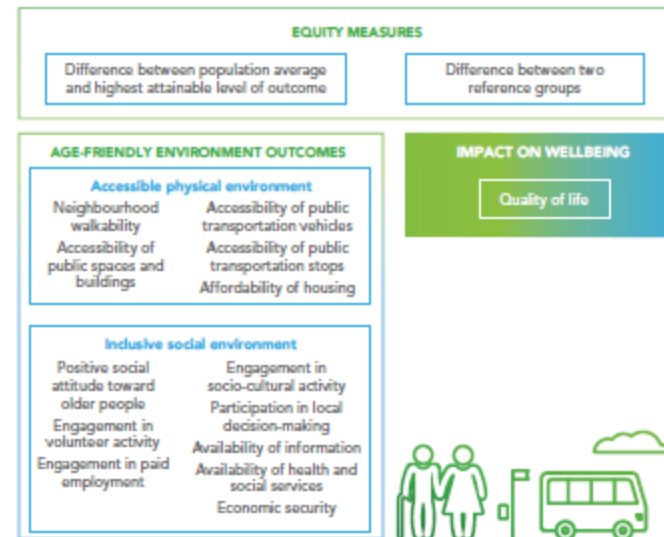 EQUITY MEASURES
Difference between population average
and highest attainable level of outcome
Difference between two
reference groups
AGE-FRIENDLY ENVIRONMENT OUTCOMES
Accessible physical environment
Neighbourhood
walkability
Accessibility of
public spaces and
buildings
Accessibility of public
transportation vehicles
Accessibility of public
transportation stops
Affordability of housing
Inclusive social environment
Positive social
attitude toward
older people
Engagement in
volunteer activity
Engagement in paid
employment
Engagement in
socio-cultural activity
Participation in local
decision-making
Availability of information
Availability of health and
social services
Economic security
IMPACT ON WELLBEING
Quality of life